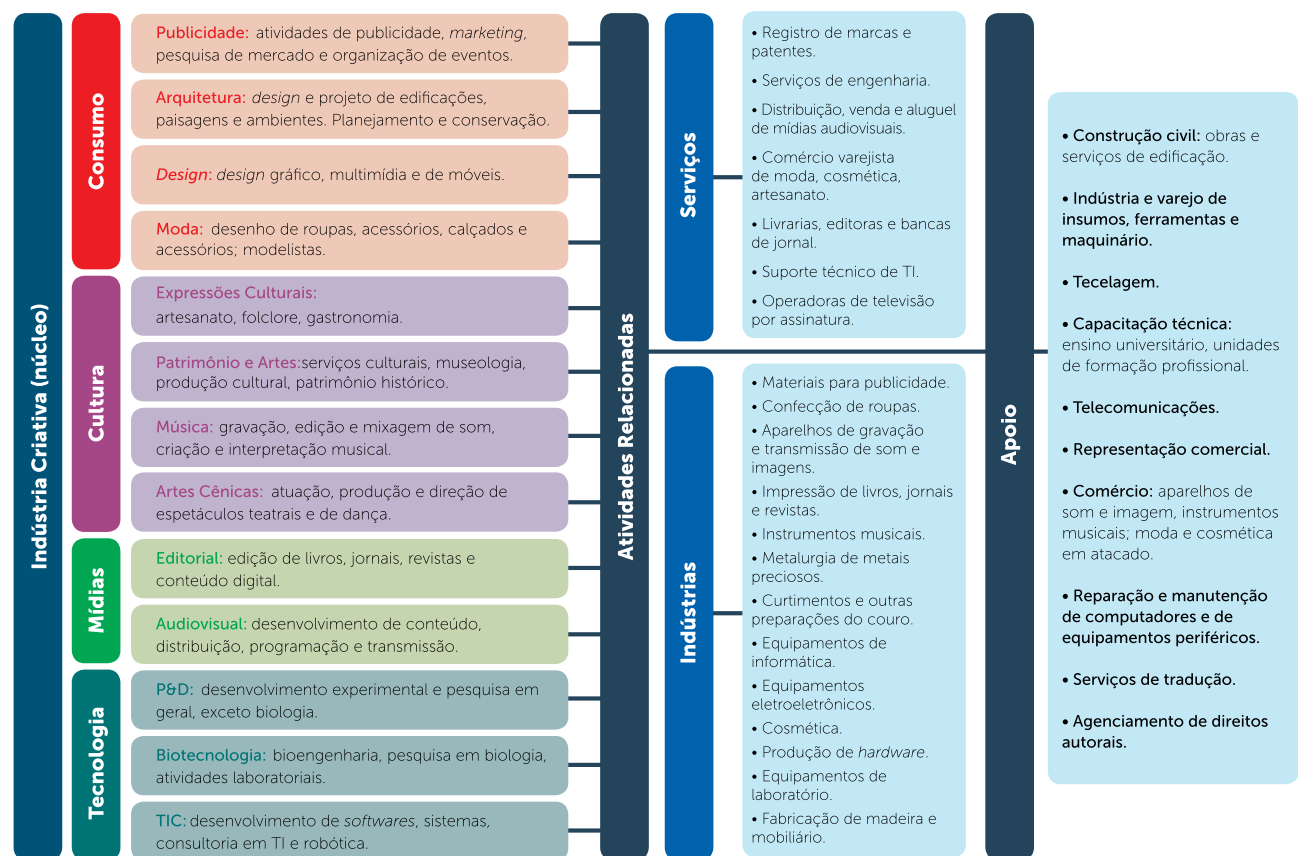 Indústria Criativa (núcleo)
Consumo
Publicidade: atividades de publicidade, marketing,
pesquisa de mercado e organização de eventos.
Arquitetura: design e projeto de edificações,
paisagens e ambientes. Planejamento e conservação.
Design: design gráfico, multimídia e de móveis.
Moda: desenho de roupas, acessórios, calçados e
acessórios; modelistas.
Cultura
Expressões Culturais:
artesanato, folclore, gastronomia.
Patrimônio e Artes:serviços culturais, museologia,
produção cultural, patrimônio histórico.
Música: gravação, edição e mixagem de som,
criação e interpretação musical.
Artes Cênicas: atuação, produção e direção de
espetáculos teatrais e de dança.
Mídias
Editorial: edição de livros, jornais, revistas e
conteúdo digital.
Audiovisual: desenvolvimento de conteúdo,
distribuição, programação e transmissão.
Tecnologia
P&D: desenvolvimento experimental e pesquisa em
geral, exceto biologia.
Biotecnologia: bioengenharia, pesquisa em biologia,
atividades laboratoriais.
TIC: desenvolvimento de softwares, sistemas,
consultoria em TI e robótica.
Atividades Relacionadas
Serviços
• Registro de marcas e
patentes.
• Serviços de engenharia.
• Distribuição, venda e aluguel
de mídias audiovisuais.
• Comércio varejista
de moda, cosmética,
artesanato.
• Livrarias, editoras e bancas
de jornal.
• Suporte técnico de TI.
• Operadoras de televisão
por assinatura.
Indústrias
• Materiais para publicidade.
• Confecção de roupas.
• Aparelhos de gravação
e transmissão de som e
imagens.
• Impressão de livros, jornais
e revistas.
• Instrumentos musicais.
• Metalurgia de metais
preciosos.
• Curtimentos e outras
preparações do couro.
• Equipamentos de
informática.
• Equipamentos
eletroeletrônicos.
• Cosmética.
• Produção de hardware.
• Equipamentos de
laboratório.
• Fabricação de madeira e
mobiliário.
Apoio
• Construção civil: obras e
serviços de edificação.
• Indústria e varejo de
insumos, ferramentas e
maquinário.
• Tecelagem.
• Capacitação técnica:
ensino universitário, unidades
de formação profissional.
• Telecomunicações.
• Representação comercial.
• Comércio: aparelhos de
som e imagem, instrumentos
musicais; moda e cosmética
em atacado.
• Reparação e manutenção
de computadores e de
equipamentos periféricos.
• Serviços de tradução.
• Agenciamento de direitos
autorais.